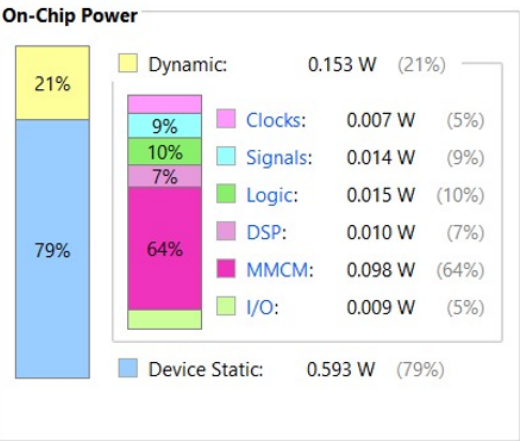 On-Chip Power
21%
79%
Dynamic: 0.153 W (21%)
9%
10%
7%
64%
Clocks: 0.007 W (5%)
Signals: 0.014 W (9%)
Logic: 0.015 W (10%)
DSP: 0.010 W (7%)
MMCM: 0.098 W (64%)
I/O: 0.009 W (5%)
Device Static: 0.593 W (79%)